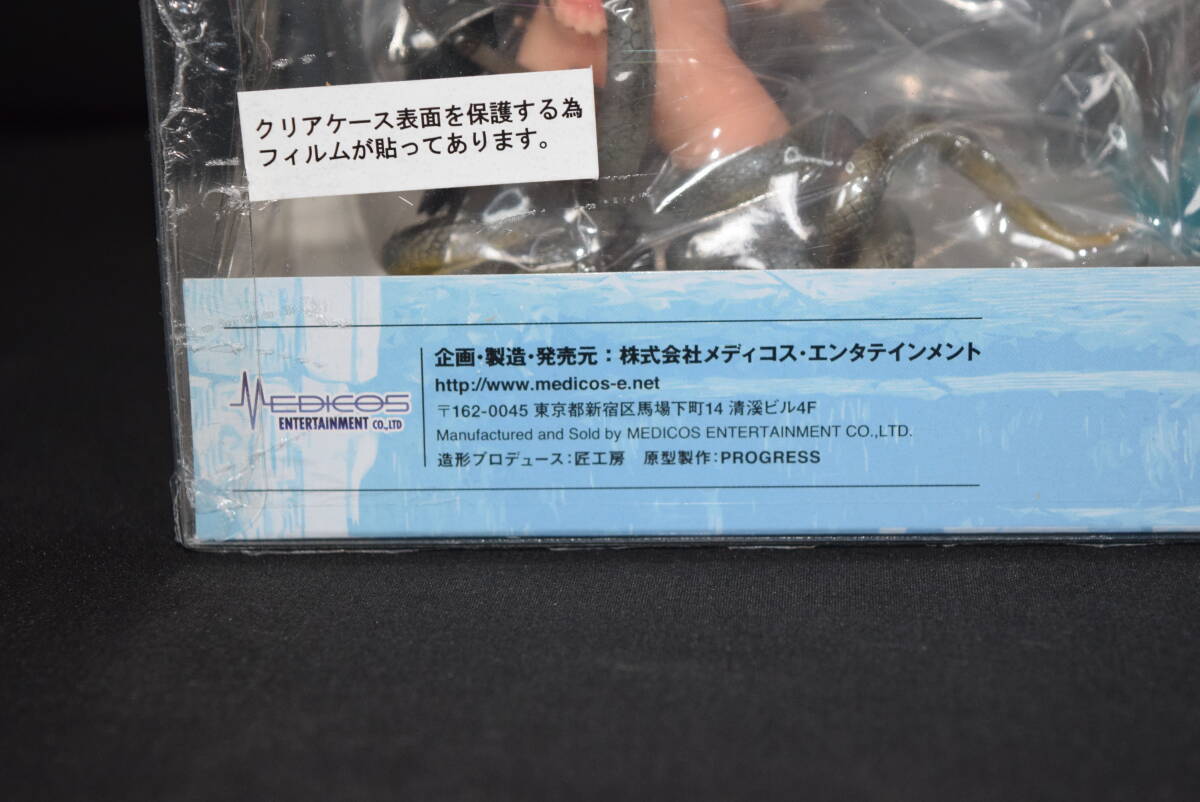 クリアケース表面を保護する為
フィルムが貼ってあります。
MEDICOS
ENTERTAINMENT CO.,LTD
企画・製造・発売元：株式会社メディコス・エンタテインメント
http://www.medicos-e.net
〒162-0045 東京都新宿区馬場下町14 清溪ビル4F
Manufactured and Sold by MEDICOS ENTERTAINMENT CO.,LTD.
造形プロデュース：匠工房　原型製作：PROGRESS